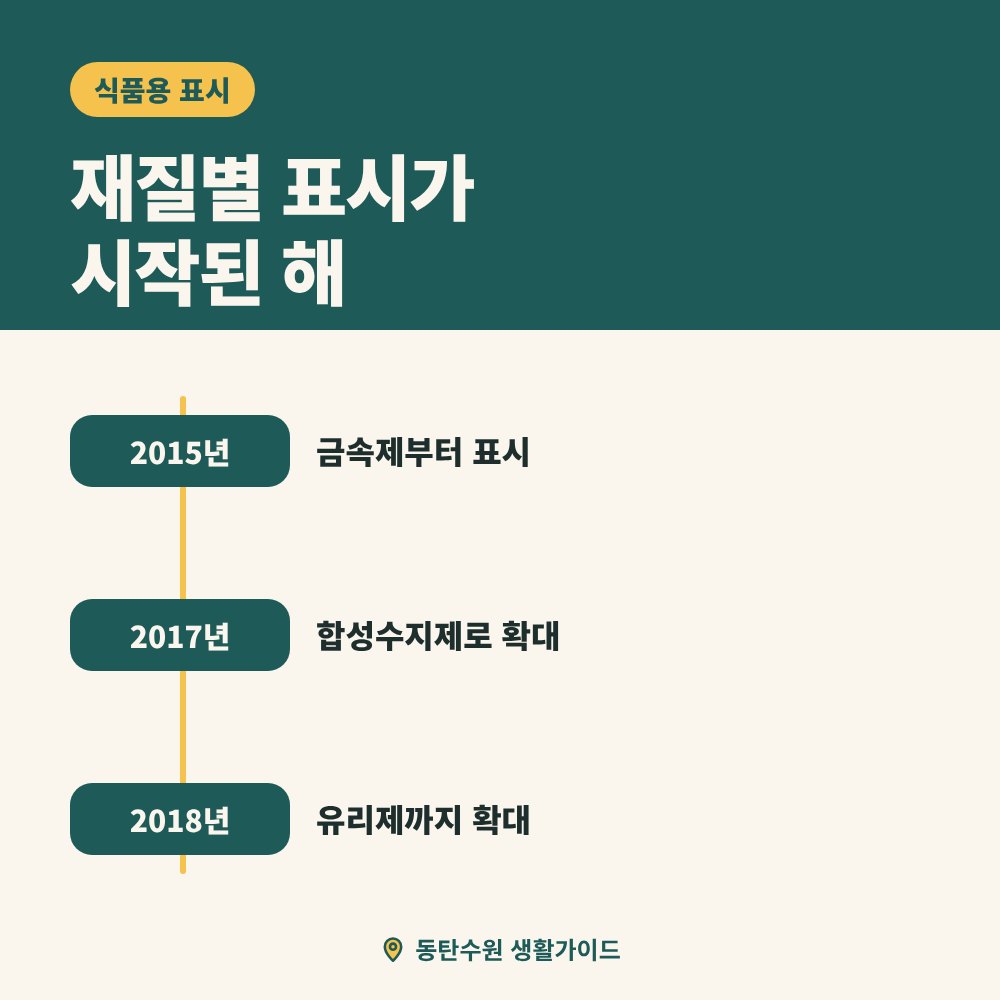 식품용 표시
재질별 표시가
시작된 해
2015년 금속제부터 표시
2017년 합성수지제로 확대
2018년 유리제까지 확대
동탄수원 생활가이드